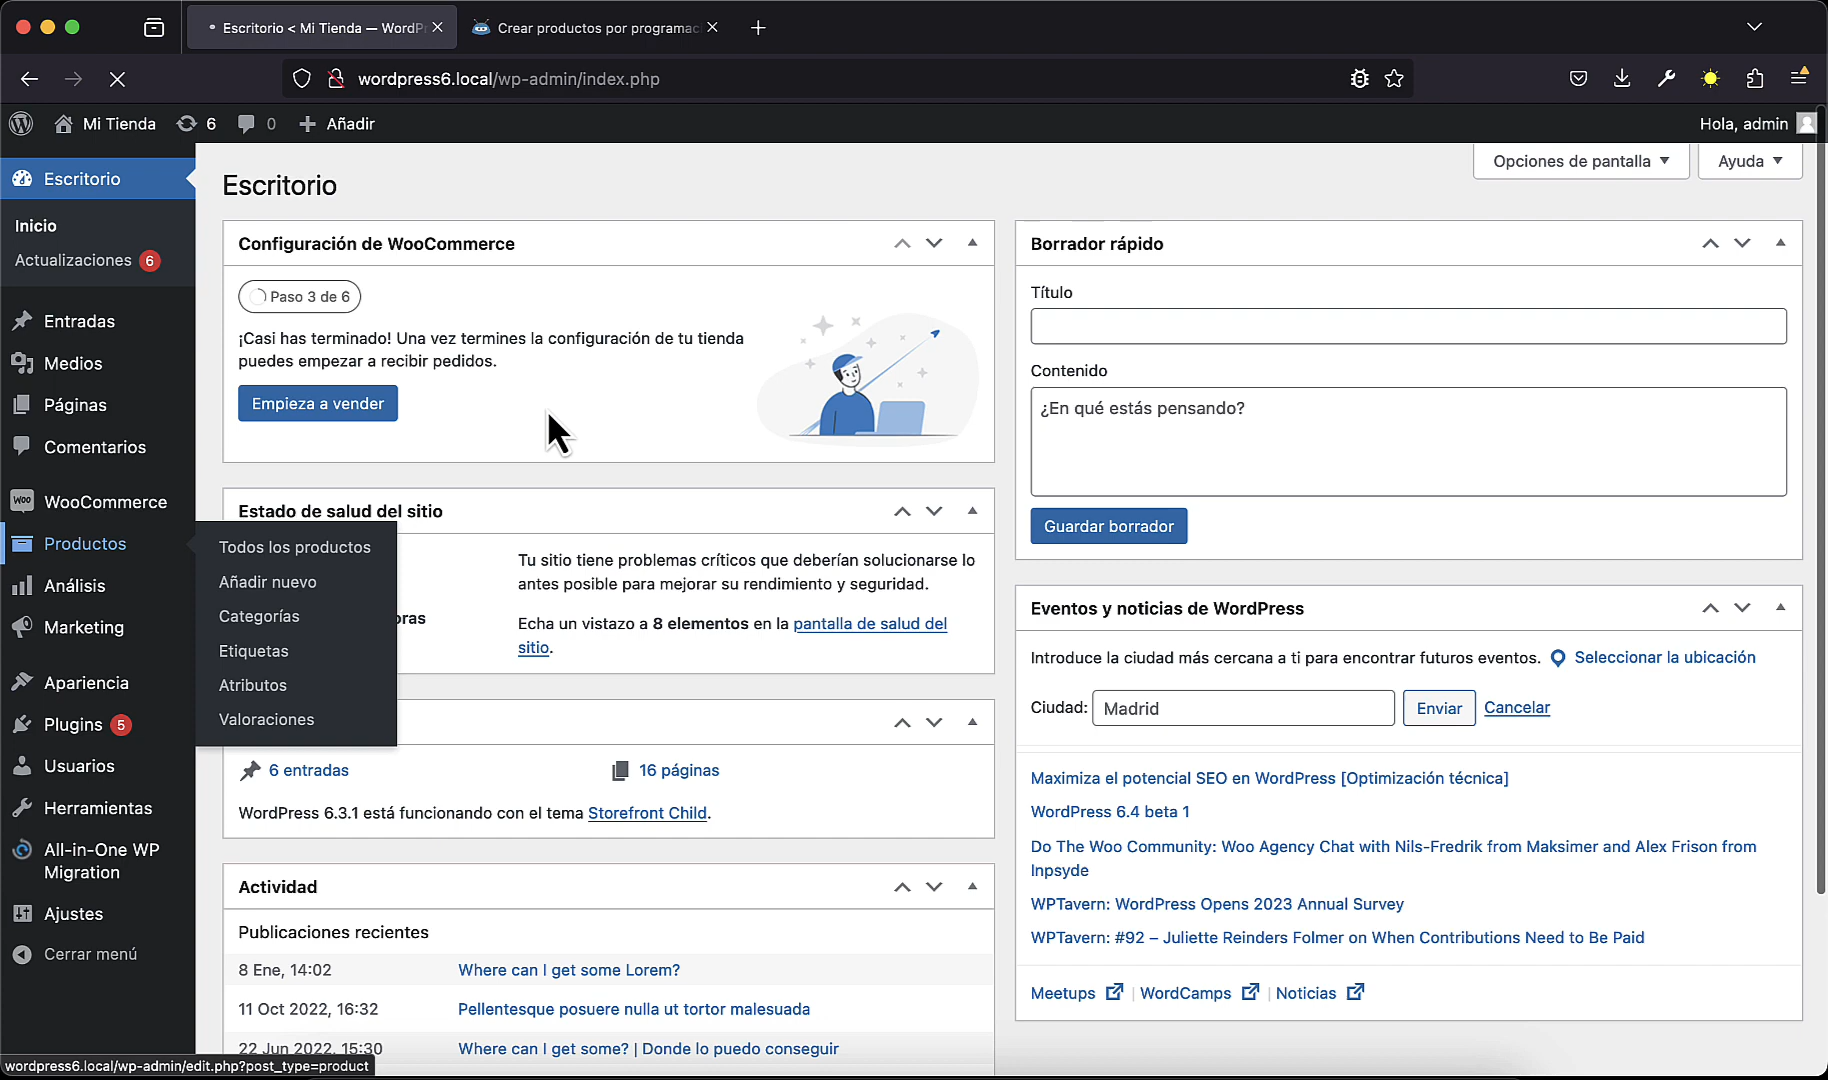 Escritorio < Mi Tienda — WordPr
Crear productos por programac
wordpress6.local/wp-admin/index.php
Mi Tienda
6
0
Añadir
Hola, admin
Escritorio
Inicio
Actualizaciones 6
Entradas
Medios
Páginas
Comentarios
Woo
WooCommerce
Productos
Análisis
Marketing
Apariencia
Plugins 5
Usuarios
Herramientas
All-in-One WP
Migration
Ajustes
Cerrar menú
Todos los productos
Añadir nuevo
Categorías
Etiquetas
Atributos
Valoraciones
Opciones de pantalla
Ayuda
Escritorio
Configuración de WooCommerce
Paso 3 de 6
¡Casi has terminado! Una vez termines la configuración de tu tienda
puedes empezar a recibir pedidos.
Empieza a vender
Estado de salud del sitio
oras
Tu sitio tiene problemas críticos que deberían solucionarse lo
antes posible para mejorar su rendimiento y seguridad.
Echa un vistazo a 8 elementos en la pantalla de salud del
sitio.
6 entradas
16 páginas
WordPress 6.3.1 está funcionando con el tema Storefront Child.
Actividad
Publicaciones recientes
8 Ene, 14:02
Where can I get some Lorem?
11 Oct 2022, 16:32
Pellentesque posuere nulla ut tortor malesuada
22 Jun 2022, 15:30
Where can I get some? | Donde lo puedo conseguir
Borrador rápido
Título
Contenido
¿En qué estás pensando?
Guardar borrador
Eventos y noticias de WordPress
Introduce la ciudad más cercana a ti para encontrar futuros eventos.
Seleccionar la ubicación
Ciudad:
Madrid
Enviar
Cancelar
Maximiza el potencial SEO en WordPress [Optimización técnica]
WordPress 6.4 beta 1
Do The Woo Community: Woo Agency Chat with Nils-Fredrik from Maksimer and Alex Frison from
Inpsyde
WPTavern: WordPress Opens 2023 Annual Survey
WPTavern: #92 – Juliette Reinders Folmer on When Contributions Need to Be Paid
Meetups | WordCamps | Noticias
wordpress6.local/wp-admin/edit.php?post_type=product